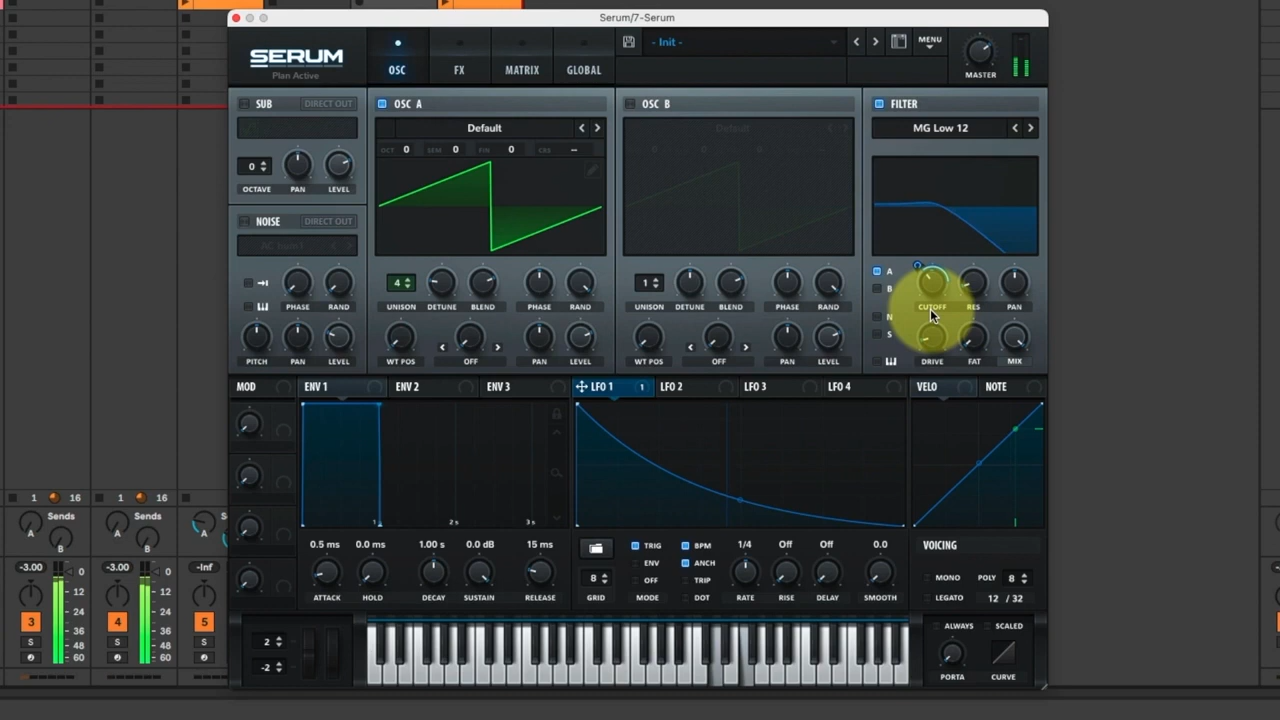 Serum/7-Serum
SERUM
Plan Active
OSC FX MATRIX GLOBAL
- Init -
MENU
MASTER
SUB DIRECT OUT
0
OCTAVE PAN LEVEL
NOISE DIRECT OUT
AC hum1
PHASE RAND
PITCH PAN LEVEL
OSC A
Default
OCT 0 SEM 0 FIN 0 CRS --
4
UNISON DETUNE BLEND PHASE RAND
WT POS OFF PAN LEVEL
OSC B
Default
1
UNISON DETUNE BLEND PHASE RAND
WT POS OFF PAN LEVEL
FILTER
MG Low 12
A
B
N
S
CUTOFF RES PAN
DRIVE FAT MIX
MOD ENV 1 ENV 2 ENV 3 LFO 1 1 LFO 2 LFO 3 LFO 4 VELO NOTE
1 2 s 3 s
0.5 ms 0.0 ms 1.00 s 0.0 dB 15 ms
ATTACK HOLD DECAY SUSTAIN RELEASE
8
GRID
TRIG
ENV
OFF
MODE
BPM
ANCH
TRIP
DOT
1/4 Off Off 0.0
RATE RISE DELAY SMOOTH
VOICING
MONO POLY 8
LEGATO 12 / 32
ALWAYS SCALED
PORTA CURVE
2
-2
1 16 1 16
Sends Sends S
A B A B A
-3.00 -3.00 -Inf
0 12 24 36 48 60
0 12 24 36 48 60
3 4 5
S S S